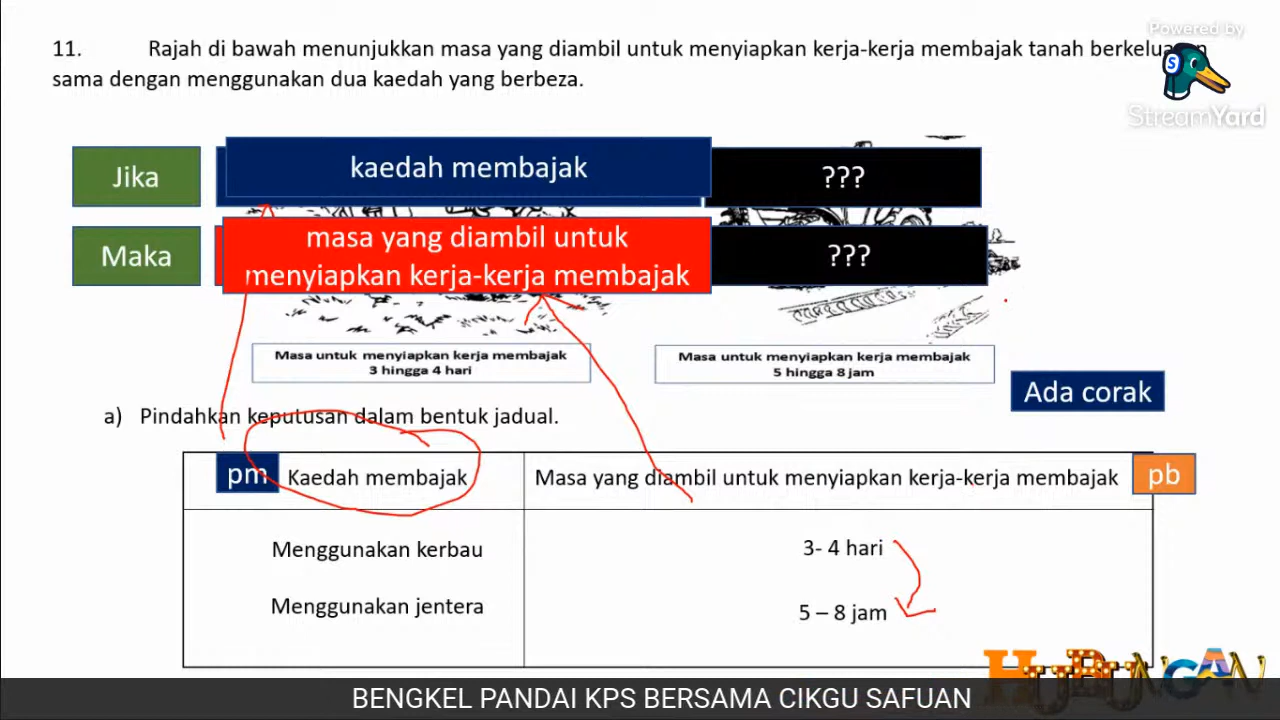 Powered by
StreamYard
11. Rajah di bawah menunjukkan masa yang diambil untuk menyiapkan kerja-kerja membajak tanah
sama dengan menggunakan dua kaedah yang berbeza.
Jika
kaedah membajak
???
Maka
masa yang diambil untuk
menyiapkan kerja-kerja membajak
???
Masa untuk menyiapkan kerja membajak
3 hingga 4 hari
Masa untuk menyiapkan kerja membajak
5 hingga 8 jam
Ada corak
a) Pindahkan keputusan dalam bentuk jadual.
pm
Kaedah membajak
Masa yang diambil untuk menyiapkan kerja-kerja membajak
pb
Menggunakan kerbau
3- 4 hari
Menggunakan jentera
5 – 8 jam
HUBUNGAN
BENGKEL PANDAI KPS BERSAMA CIKGU SAFUAN